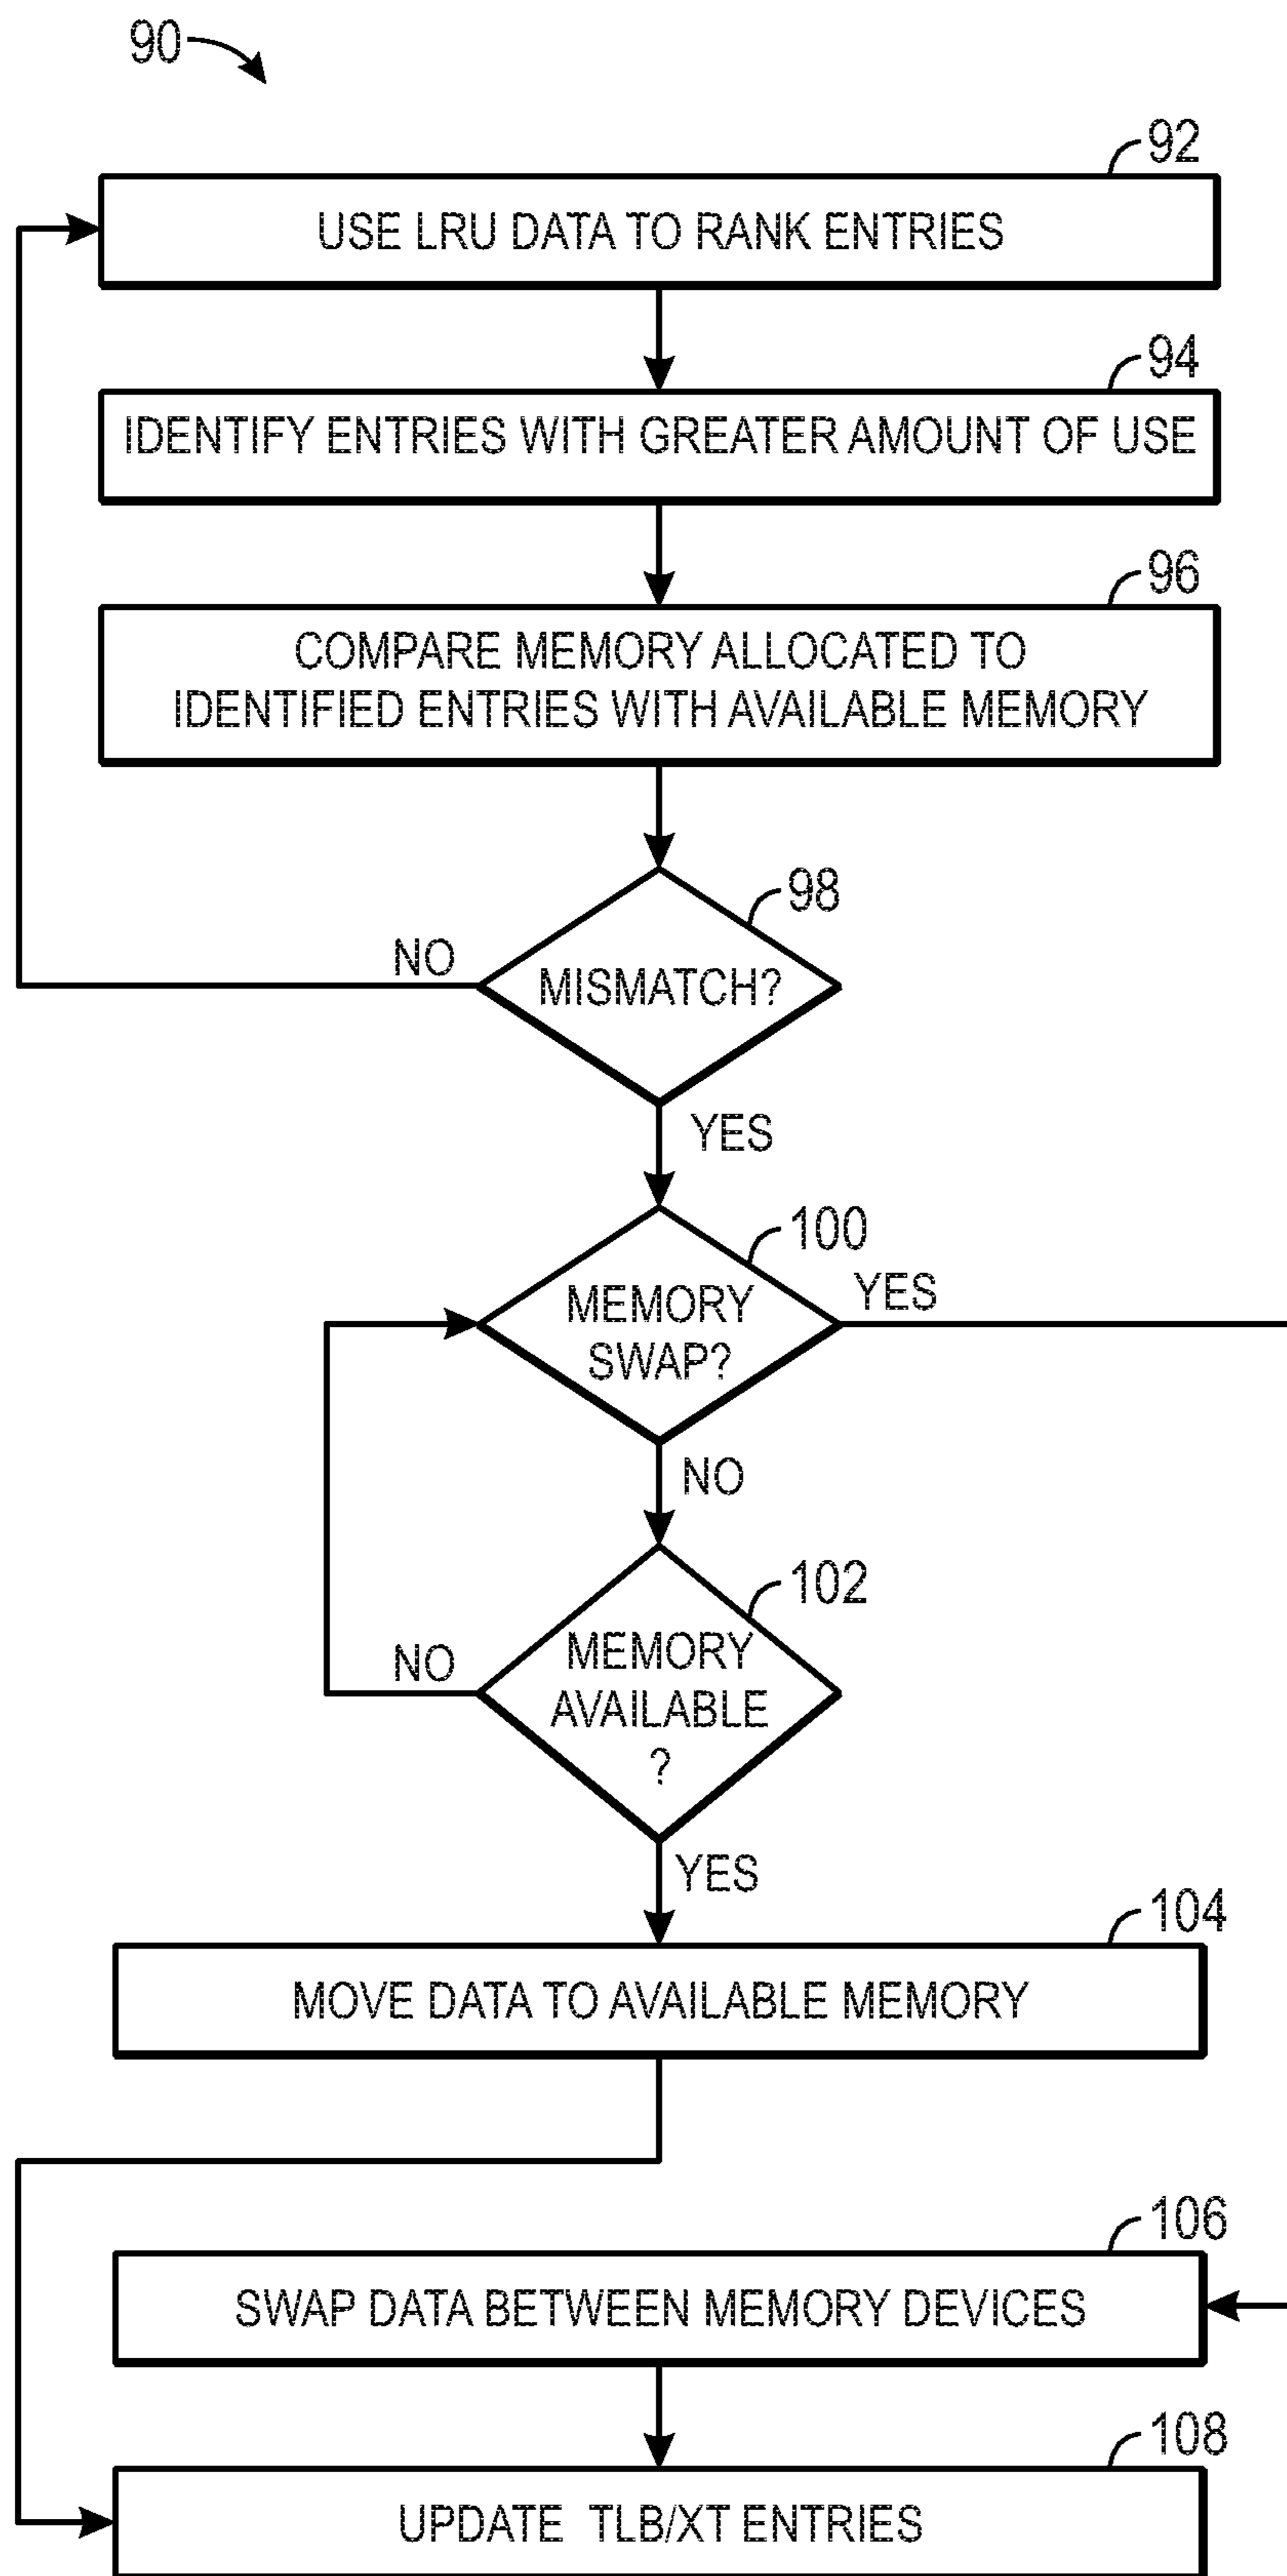 90
92
USE LRU DATA TO RANK ENTRIES
94
IDENTIFY ENTRIES WITH GREATER AMOUNT OF USE
96
COMPARE MEMORY ALLOCATED TO
IDENTIFIED ENTRIES WITH AVAILABLE MEMORY
98
NO
MISMATCH?
YES
100
YES
MEMORY
SWAP?
NO
102
NO
MEMORY
AVAILABLE
?
YES
104
MOVE DATA TO AVAILABLE MEMORY
106
SWAP DATA BETWEEN MEMORY DEVICES
108
UPDATE TLB/XT ENTRIES